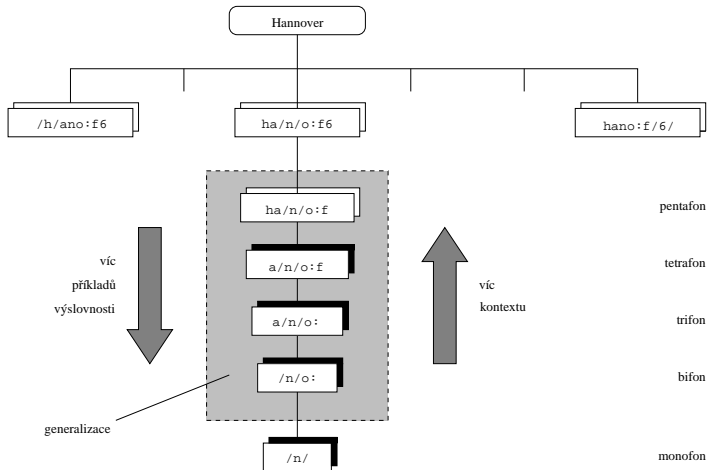 Hannover
/h/ano:f6
ha/n/o:f6
hano:f/6/
ha/n/o:f
pentafon
a/n/o:f
tetrafon
víc
příkladů
výslovnosti
víc
kontextu
a/n/o:
trifon
/n/o:
bifon
generalizace
/n/
monofon